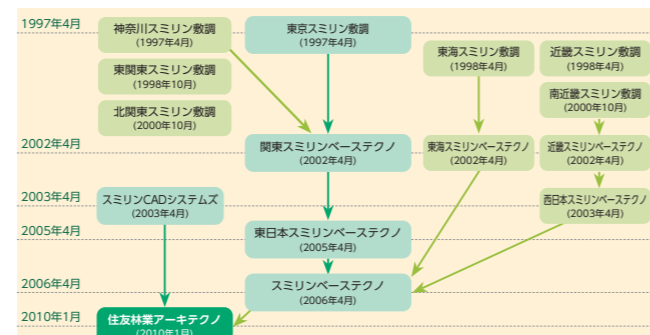 1997年4月
神奈川スミリン敷調
(1997年4月)
東京スミリン敷調
(1997年4月)
東海スミリン敷調
(1998年4月)
近畿スミリン敷調
(1998年4月)
東関東スミリン敷調
(1998年10月)
南近畿スミリン敷調
(2000年10月)
北関東スミリン敷調
(2000年10月)
2002年4月
関東スミリンベーステクノ
(2002年4月)
東海スミリンベーステクノ
(2002年4月)
近畿スミリンベーステクノ
(2002年4月)
2003年4月
スミリンCADシステムズ
(2003年4月)
西日本スミリンベーステクノ
(2003年4月)
2005年4月
東日本スミリンベーステクノ
(2005年4月)
2006年4月
スミリンベーステクノ
(2006年4月)
2010年1月
住友林業アーキテクノ
(2010年1月)